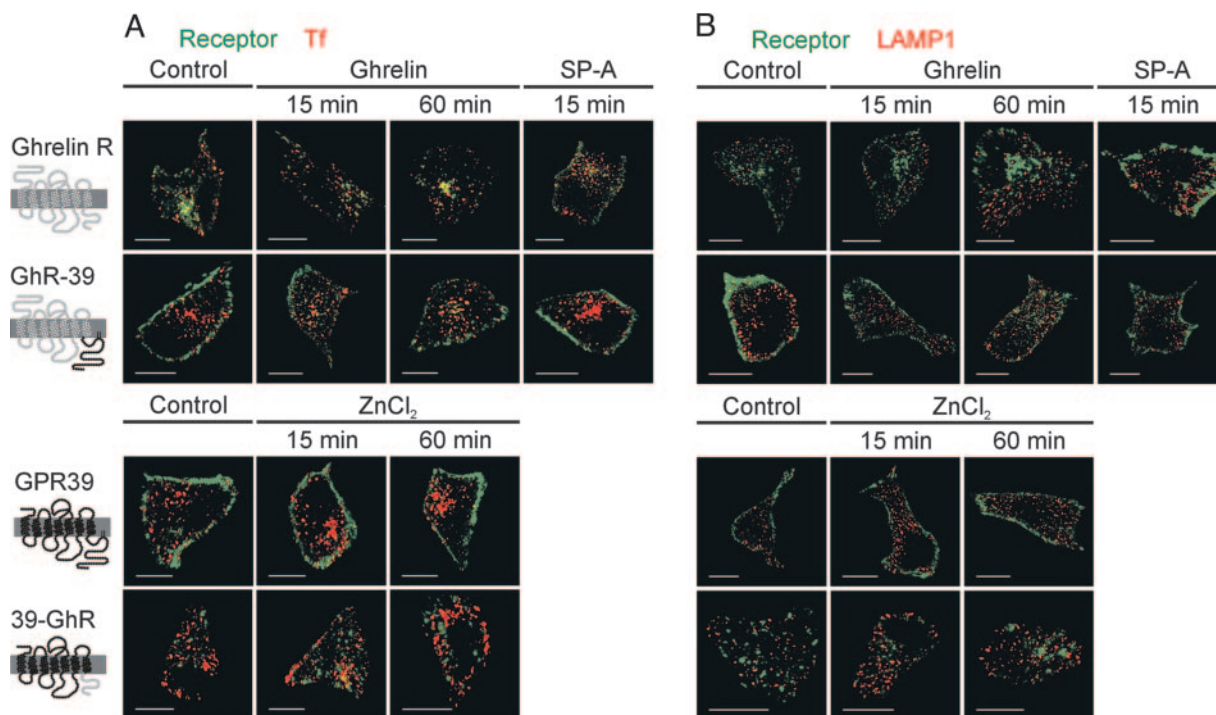 A
Receptor Tf
Control Ghrelin SP-A
15 min 60 min 15 min
Ghrelin R
GhR-39
Control ZnCl₂
15 min 60 min
GPR39
39-GhR
B
Receptor LAMP1
Control Ghrelin SP-A
15 min 60 min 15 min
Control ZnCl₂
15 min 60 min